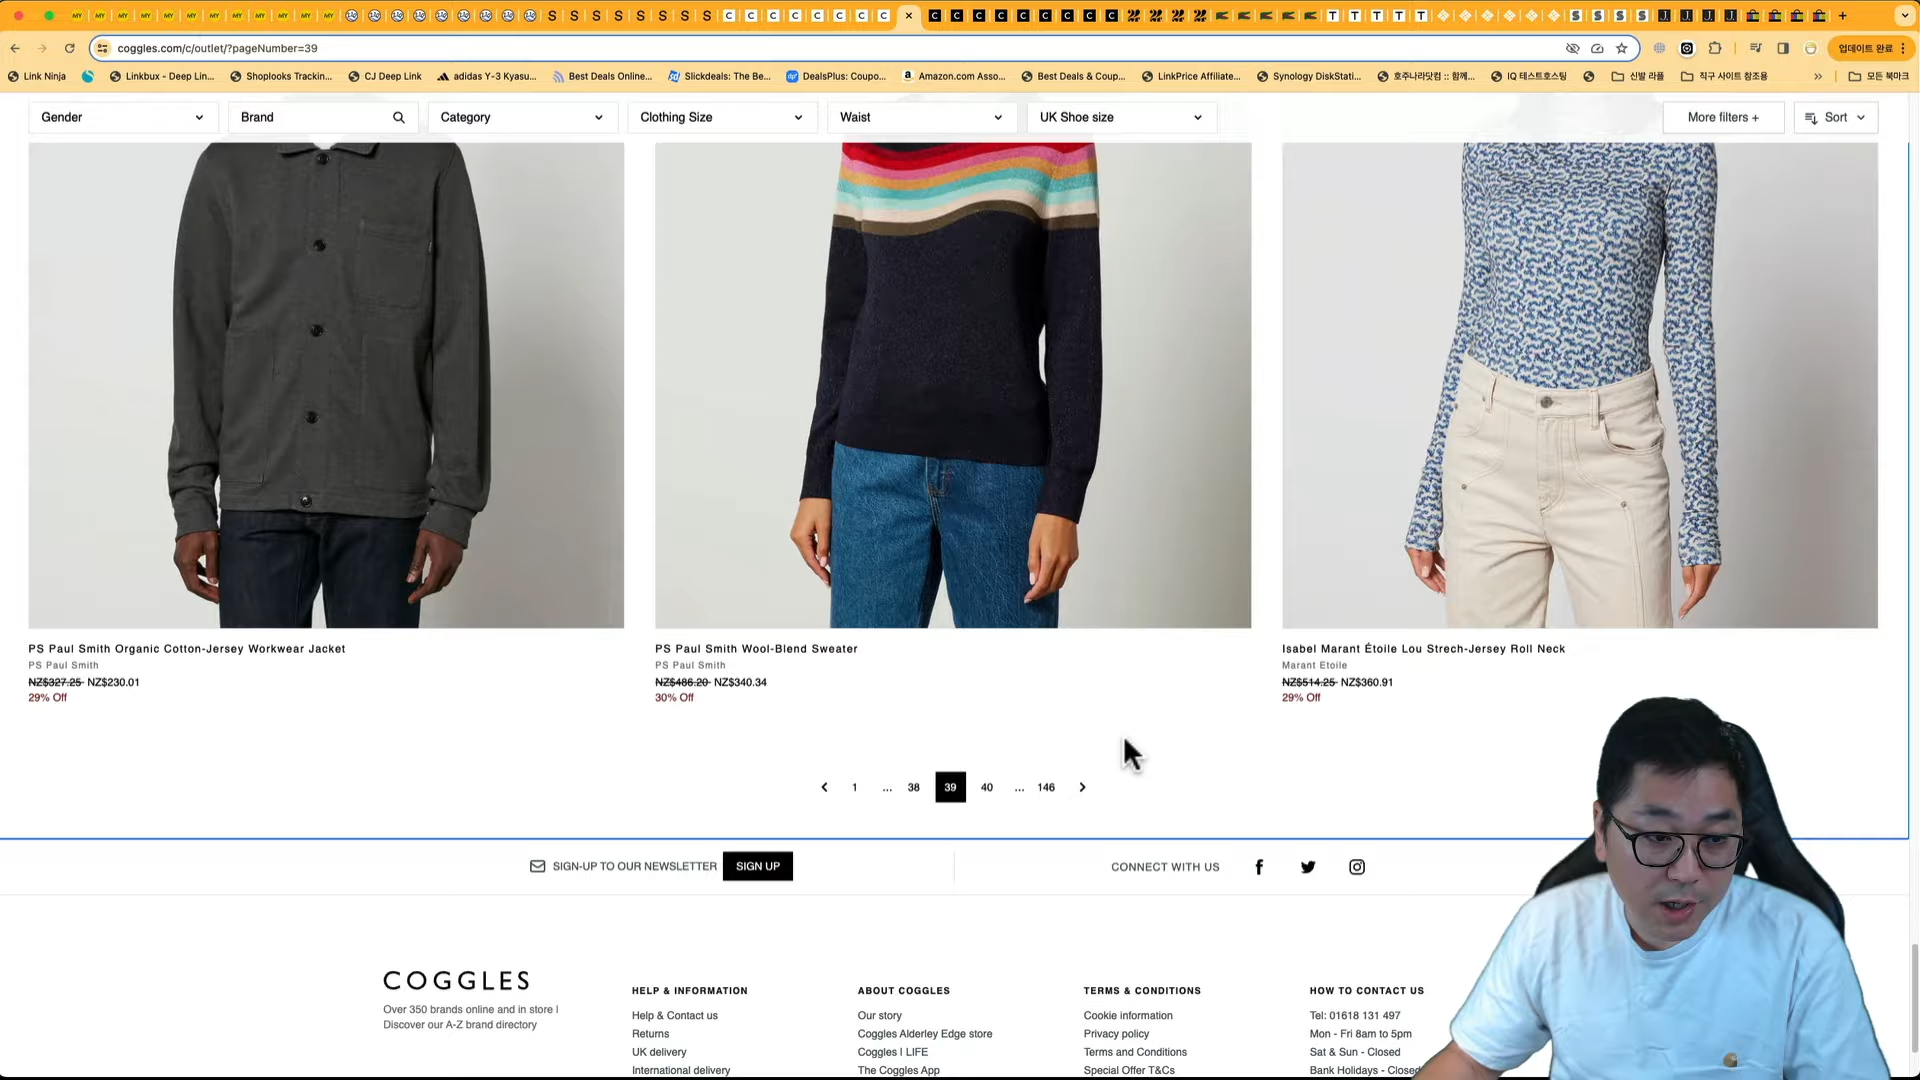 coggles.com/c/outlet/?pageNumber=39
업데이트 완료
Link Ninja
Linkbux - Deep Lin...
Shoplooks Trackin...
CJ Deep Link
adidas Y-3 Kyasu...
Best Deals Online...
Slickdeals: The Be...
DealsPlus: Coupo...
Amazon.com Asso...
Best Deals & Coup...
LinkPrice Affiliate...
Synology DiskStati...
호주나라닷컴 :: 함께...
IQ 테스트호스팅
신발 라플
직구 사이트 참조용
모든 북마크
Gender
Brand
Category
Clothing Size
Waist
UK Shoe size
More filters +
Sort
PS Paul Smith Organic Cotton-Jersey Workwear Jacket
PS Paul Smith
NZ$327.25 NZ$230.01
29% Off
PS Paul Smith Wool-Blend Sweater
PS Paul Smith
NZ$486.20 NZ$340.34
30% Off
Isabel Marant Étoile Lou Strech-Jersey Roll Neck
Marant Etoile
NZ$514.25 NZ$360.91
29% Off
1 ... 38 39 40 ... 146
SIGN-UP TO OUR NEWSLETTER SIGN UP
CONNECT WITH US
COGGLES
Over 350 brands online and in store |
Discover our A-Z brand directory
HELP & INFORMATION
Help & Contact us
Returns
UK delivery
International delivery
ABOUT COGGLES
Our story
Coggles Alderley Edge store
Coggles | LIFE
The Coggles App
TERMS & CONDITIONS
Cookie information
Privacy policy
Terms and Conditions
Special Offer T&Cs
HOW TO CONTACT US
Tel: 01618 131 497
Mon - Fri 8am to 5pm
Sat & Sun - Closed
Bank Holidays - Closed